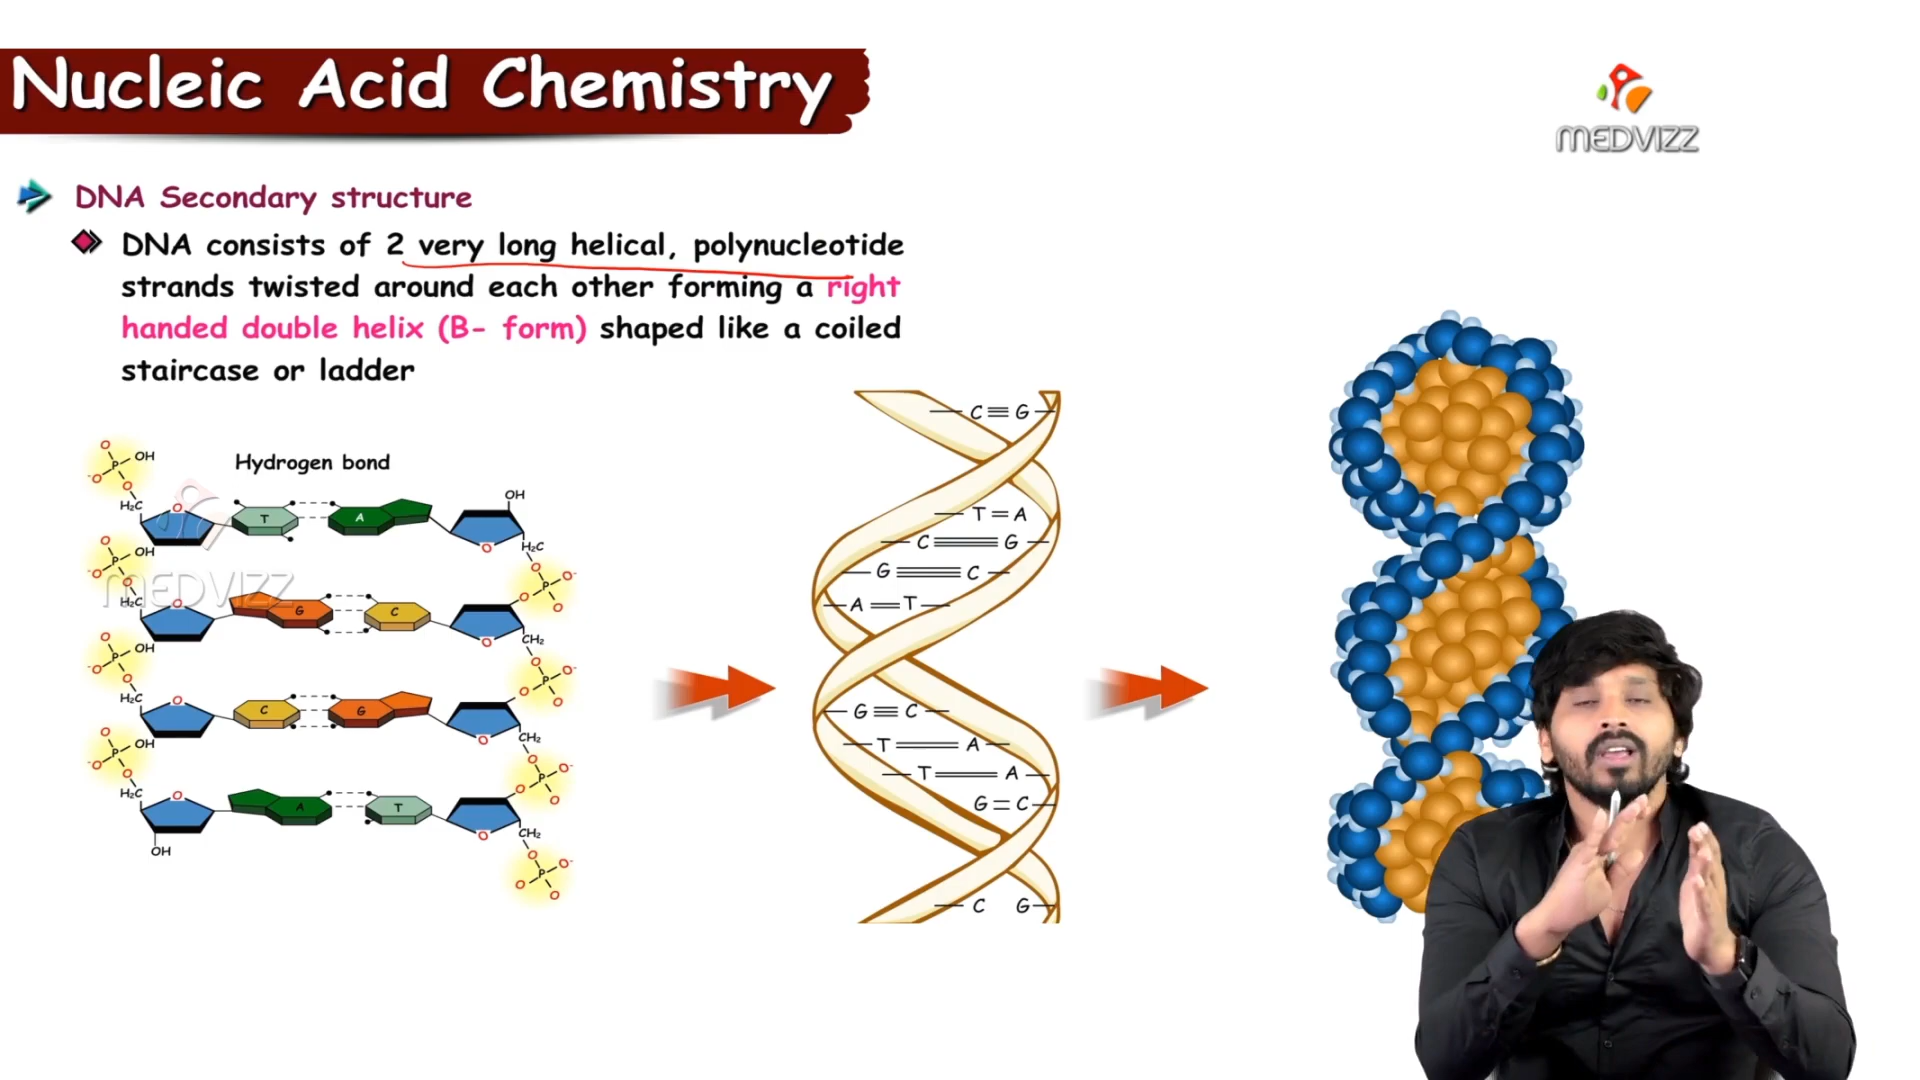 Nucleic Acid Chemistry
MEDVIZZ
DNA Secondary structure
DNA consists of 2 very long helical, polynucleotide
strands twisted around each other forming a right
handed double helix (B- form) shaped like a coiled
staircase or ladder
Hydrogen bond
O
P OH
-O
O
H₂C
O
T
A
OH
O
H₂C
O
P OH
-O
O
MEDVIZZ
H₂C
O
G
C
O
CH₂
O
P O-
O
O
O
P OH
-O
O
H₂C
O
C
G
O
CH₂
O
P O-
O
O
O
P OH
-O
O
H₂C
O
A
T
O
CH₂
O
P O-
O
O
OH
O
P O-
O
O
C ≡ G
T = A
C ≡ G
G ≡ C
A = T
G ≡ C
T = A
T = A
G = C
C G